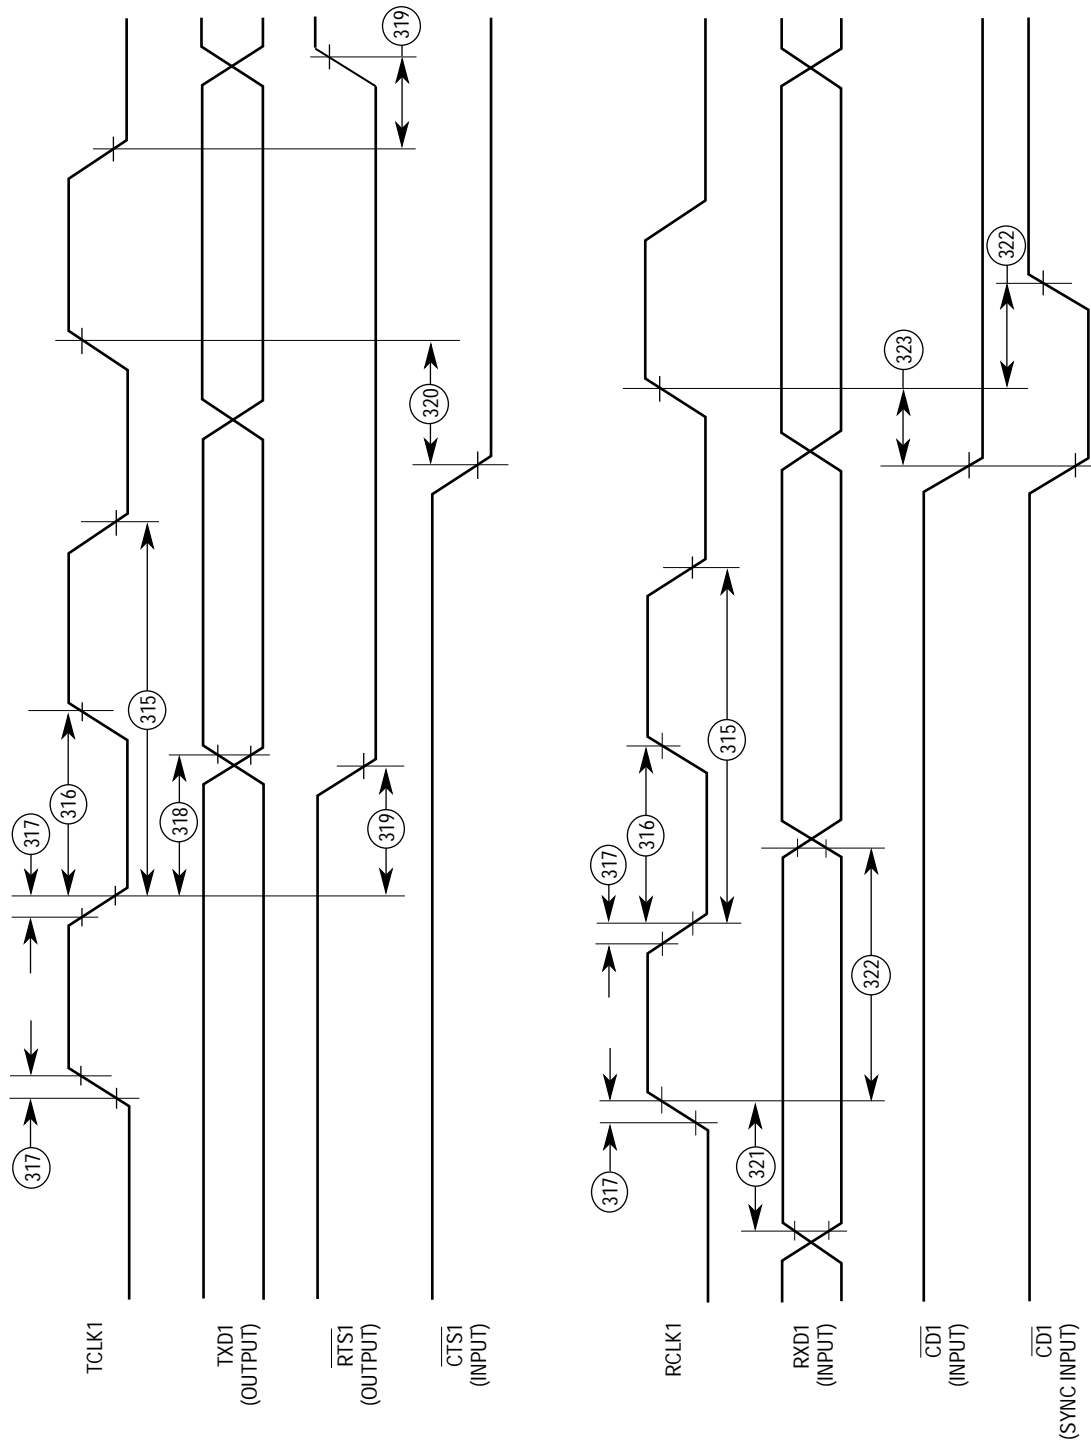 317
317
316
TCLK1
315
318
TXD1
(OUTPUT)
RTS1
(OUTPUT)
319
319
320
CTS1
(INPUT)
317
317
316
RCLK1
315
321
RXD1
(INPUT)
322
323
CD1
(INPUT)
322
CD1
(SYNC INPUT)